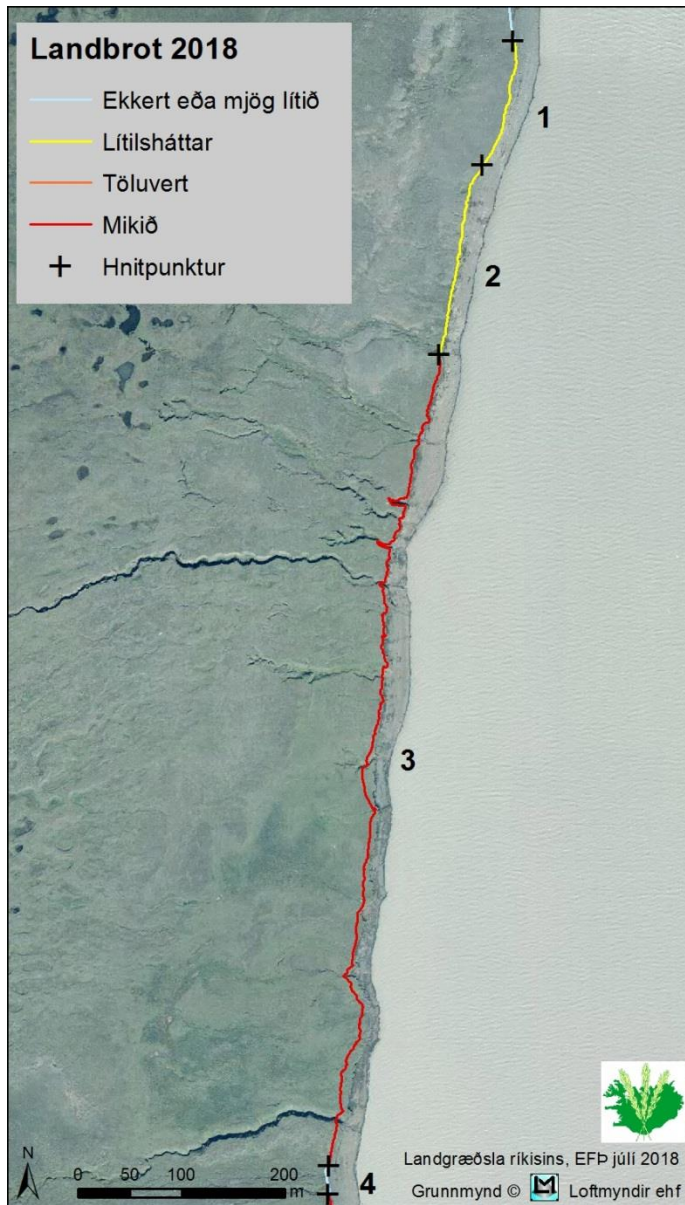 Landbrot 2018
Ekkert eða mjög lítið
Lítilsháttar
Töluvert
Mikið
Hnitpunktur
1
2
3
4
N
0 50 100 200
m
Landgræðsla ríkisins, EFÞ júlí 2018
Grunnmynd © LM Loftmyndir ehf